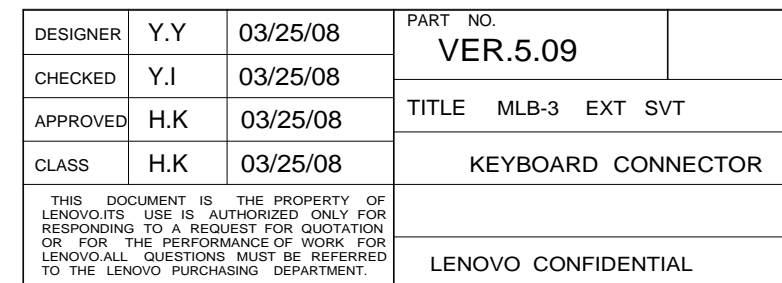 DESIGNER Y.Y 03/25/08
CHECKED Y.I 03/25/08
APPROVED H.K 03/25/08
CLASS H.K 03/25/08
THIS DOCUMENT IS THE PROPERTY OF
LENOVO.ITS USE IS AUTHORIZED ONLY FOR
RESPONDING TO A REQUEST FOR QUOTATION
OR FOR THE PERFORMANCE OF WORK FOR
LENOVO.ALL QUESTIONS MUST BE REFERRED
TO THE LENOVO PURCHASING DEPARTMENT.
PART NO.
VER.5.09
TITLE MLB-3 EXT SVT
KEYBOARD CONNECTOR
LENOVO CONFIDENTIAL